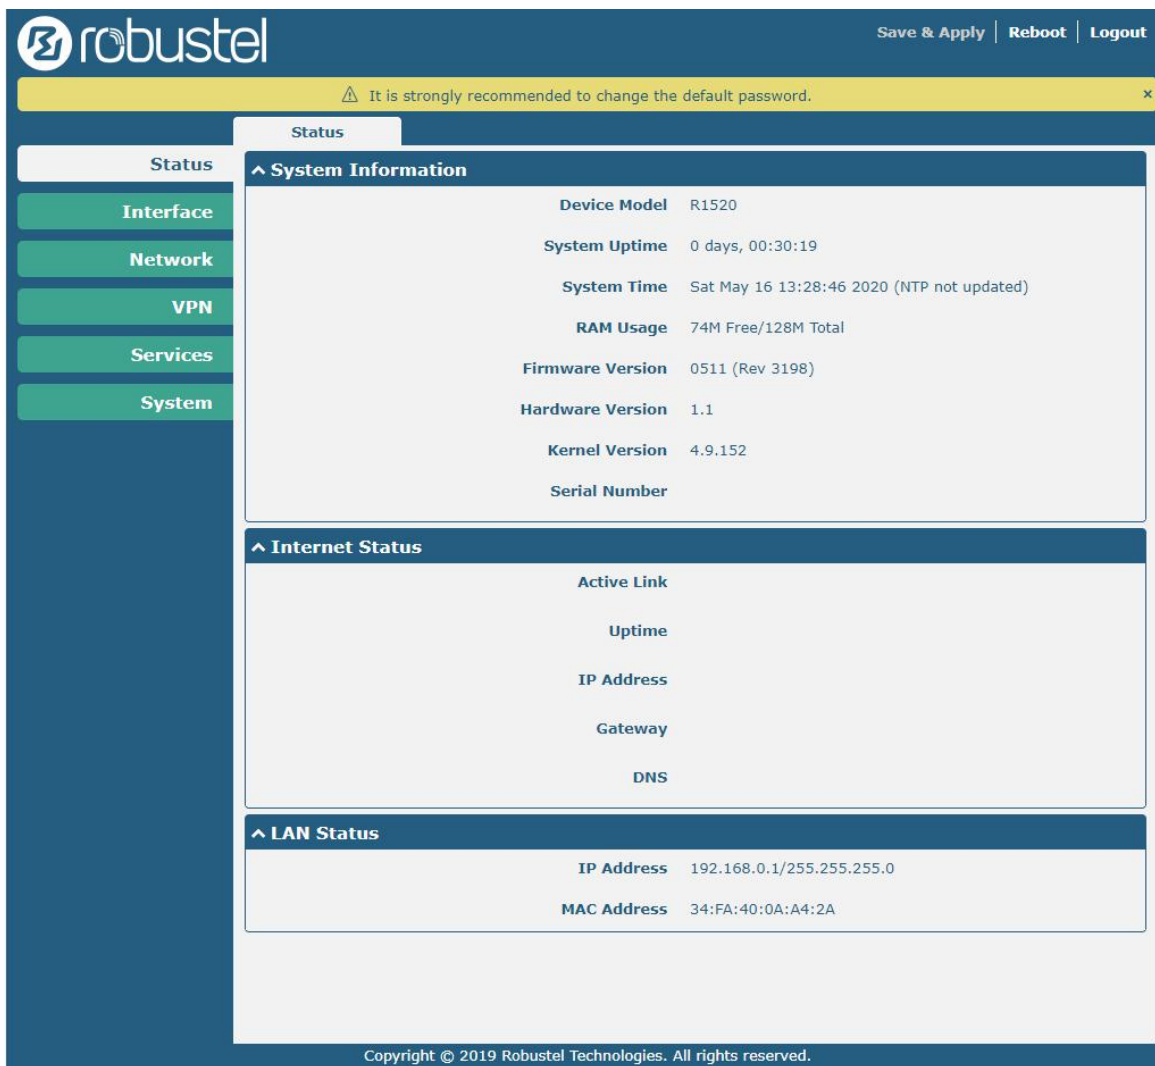 robustel
Save & Apply | Reboot | Logout
⚠ It is strongly recommended to change the default password. ×
Status
Status
Interface
Network
VPN
Services
System
^ System Information
Device Model R1520
System Uptime 0 days, 00:30:19
System Time Sat May 16 13:28:46 2020 (NTP not updated)
RAM Usage 74M Free/128M Total
Firmware Version 0511 (Rev 3198)
Hardware Version 1.1
Kernel Version 4.9.152
Serial Number
^ Internet Status
Active Link
Uptime
IP Address
Gateway
DNS
^ LAN Status
IP Address 192.168.0.1/255.255.255.0
MAC Address 34:FA:40:0A:A4:2A
Copyright © 2019 Robustel Technologies. All rights reserved.